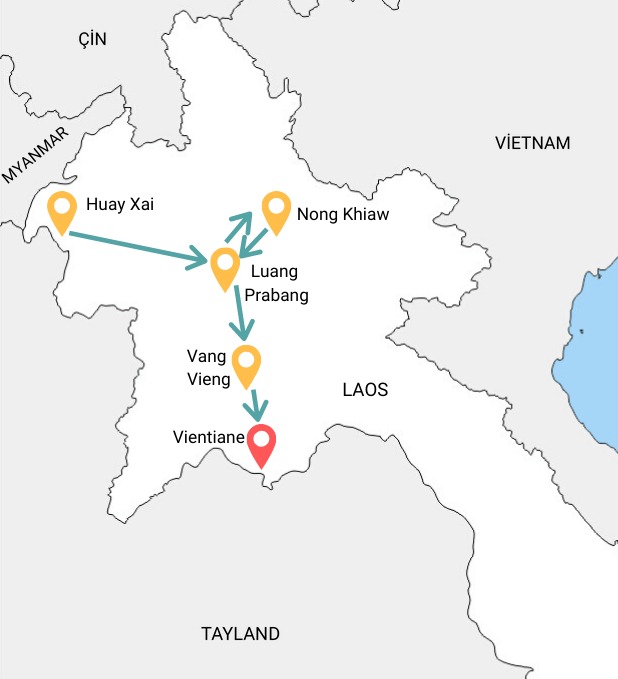 ÇİN
MYANMAR
VİETNAM
Huay Xai
Nong Khiaw
Luang
Prabang
Vang
Vieng
LAOS
Vientiane
TAYLAND